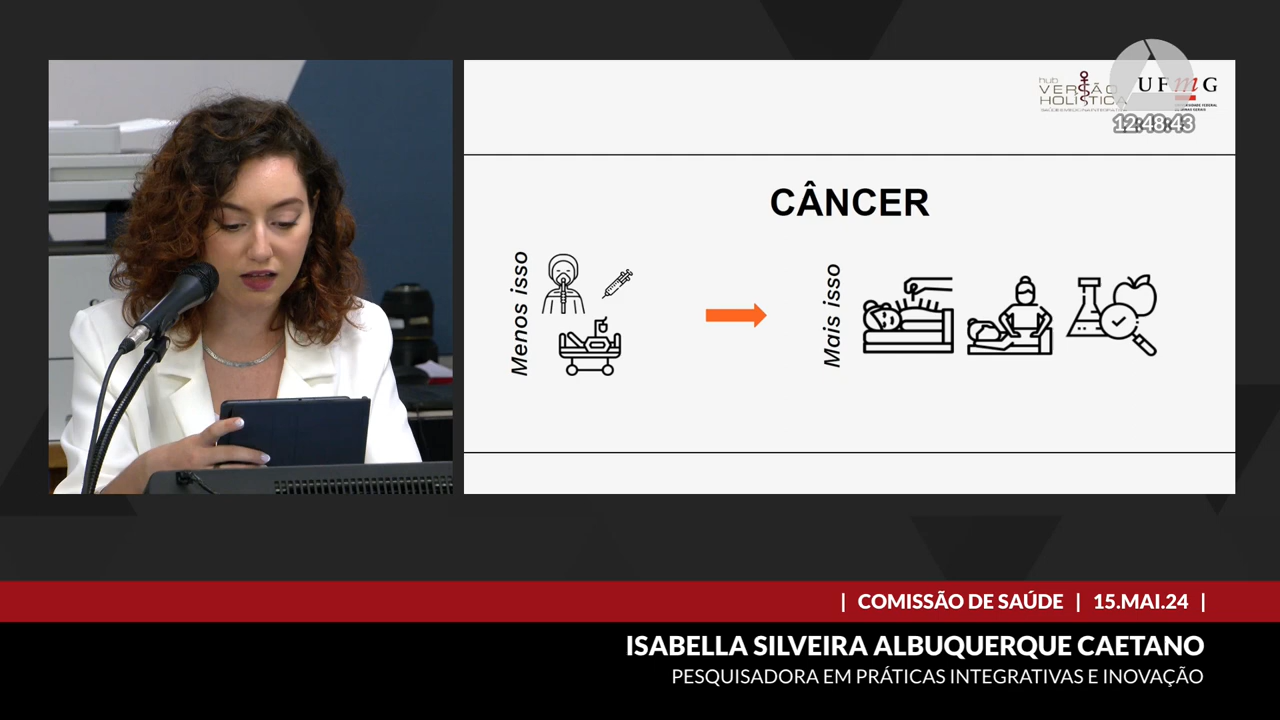 hub
VERSÃO
HOLÍSTICA
UFmG
12:48:43
CÂNCER
Menos isso
Mais isso
| COMISSÃO DE SAÚDE | 15.MAI.24 |
ISABELLA SILVEIRA ALBUQUERQUE CAETANO
PESQUISADORA EM PRÁTICAS INTEGRATIVAS E INOVAÇÃO